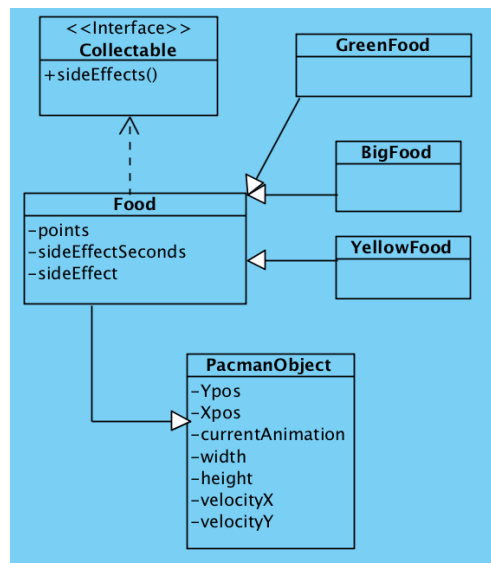 <<Interface>>
Collectable
+sideEffects()
GreenFood
BigFood
Food
-points
-sideEffectSeconds
-sideEffect
YellowFood
PacmanObject
-Ypos
-Xpos
-currentAnimation
-width
-height
-velocityX
-velocityY